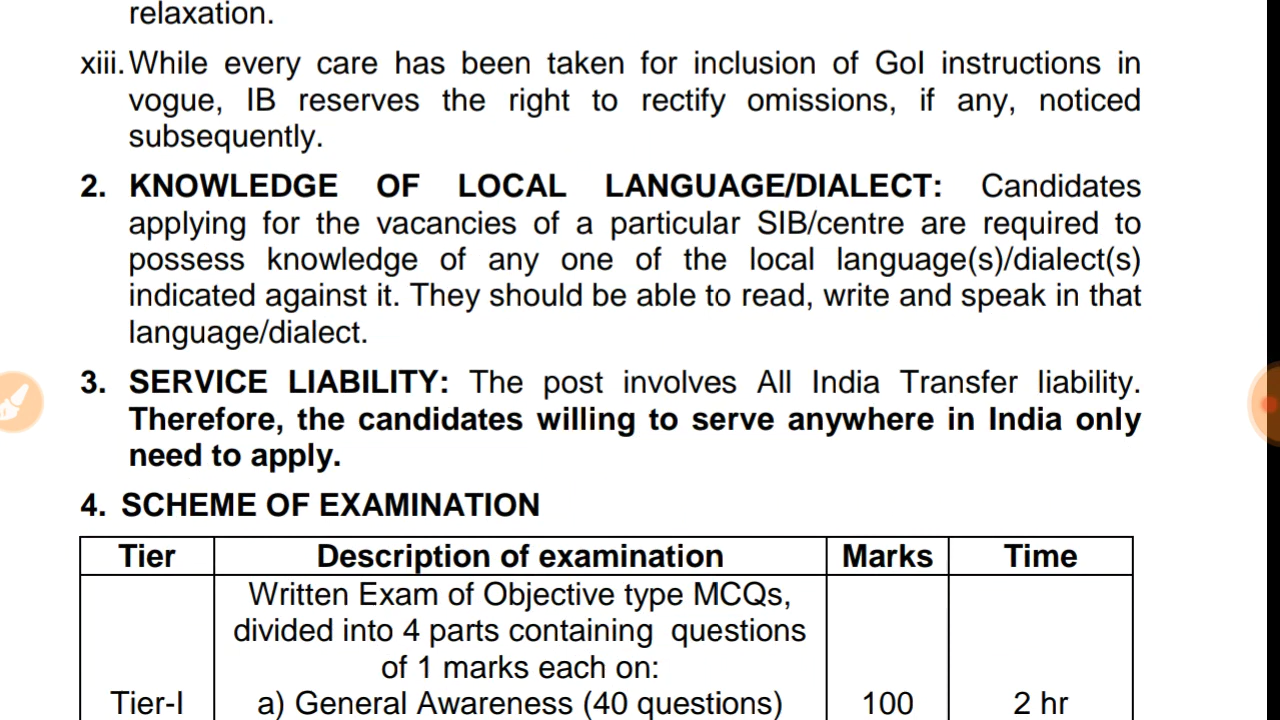 relaxation.
xiii. While every care has been taken for inclusion of GoI instructions in
vogue, IB reserves the right to rectify omissions, if any, noticed
subsequently.
2. KNOWLEDGE OF LOCAL LANGUAGE/DIALECT: Candidates
applying for the vacancies of a particular SIB/centre are required to
possess knowledge of any one of the local language(s)/dialect(s)
indicated against it. They should be able to read, write and speak in that
language/dialect.
3. SERVICE LIABILITY: The post involves All India Transfer liability.
Therefore, the candidates willing to serve anywhere in India only
need to apply.
4. SCHEME OF EXAMINATION
Tier Description of examination Marks Time
Written Exam of Objective type MCQs,
divided into 4 parts containing questions
of 1 marks each on:
Tier-I a) General Awareness (40 questions) 100 2 hr